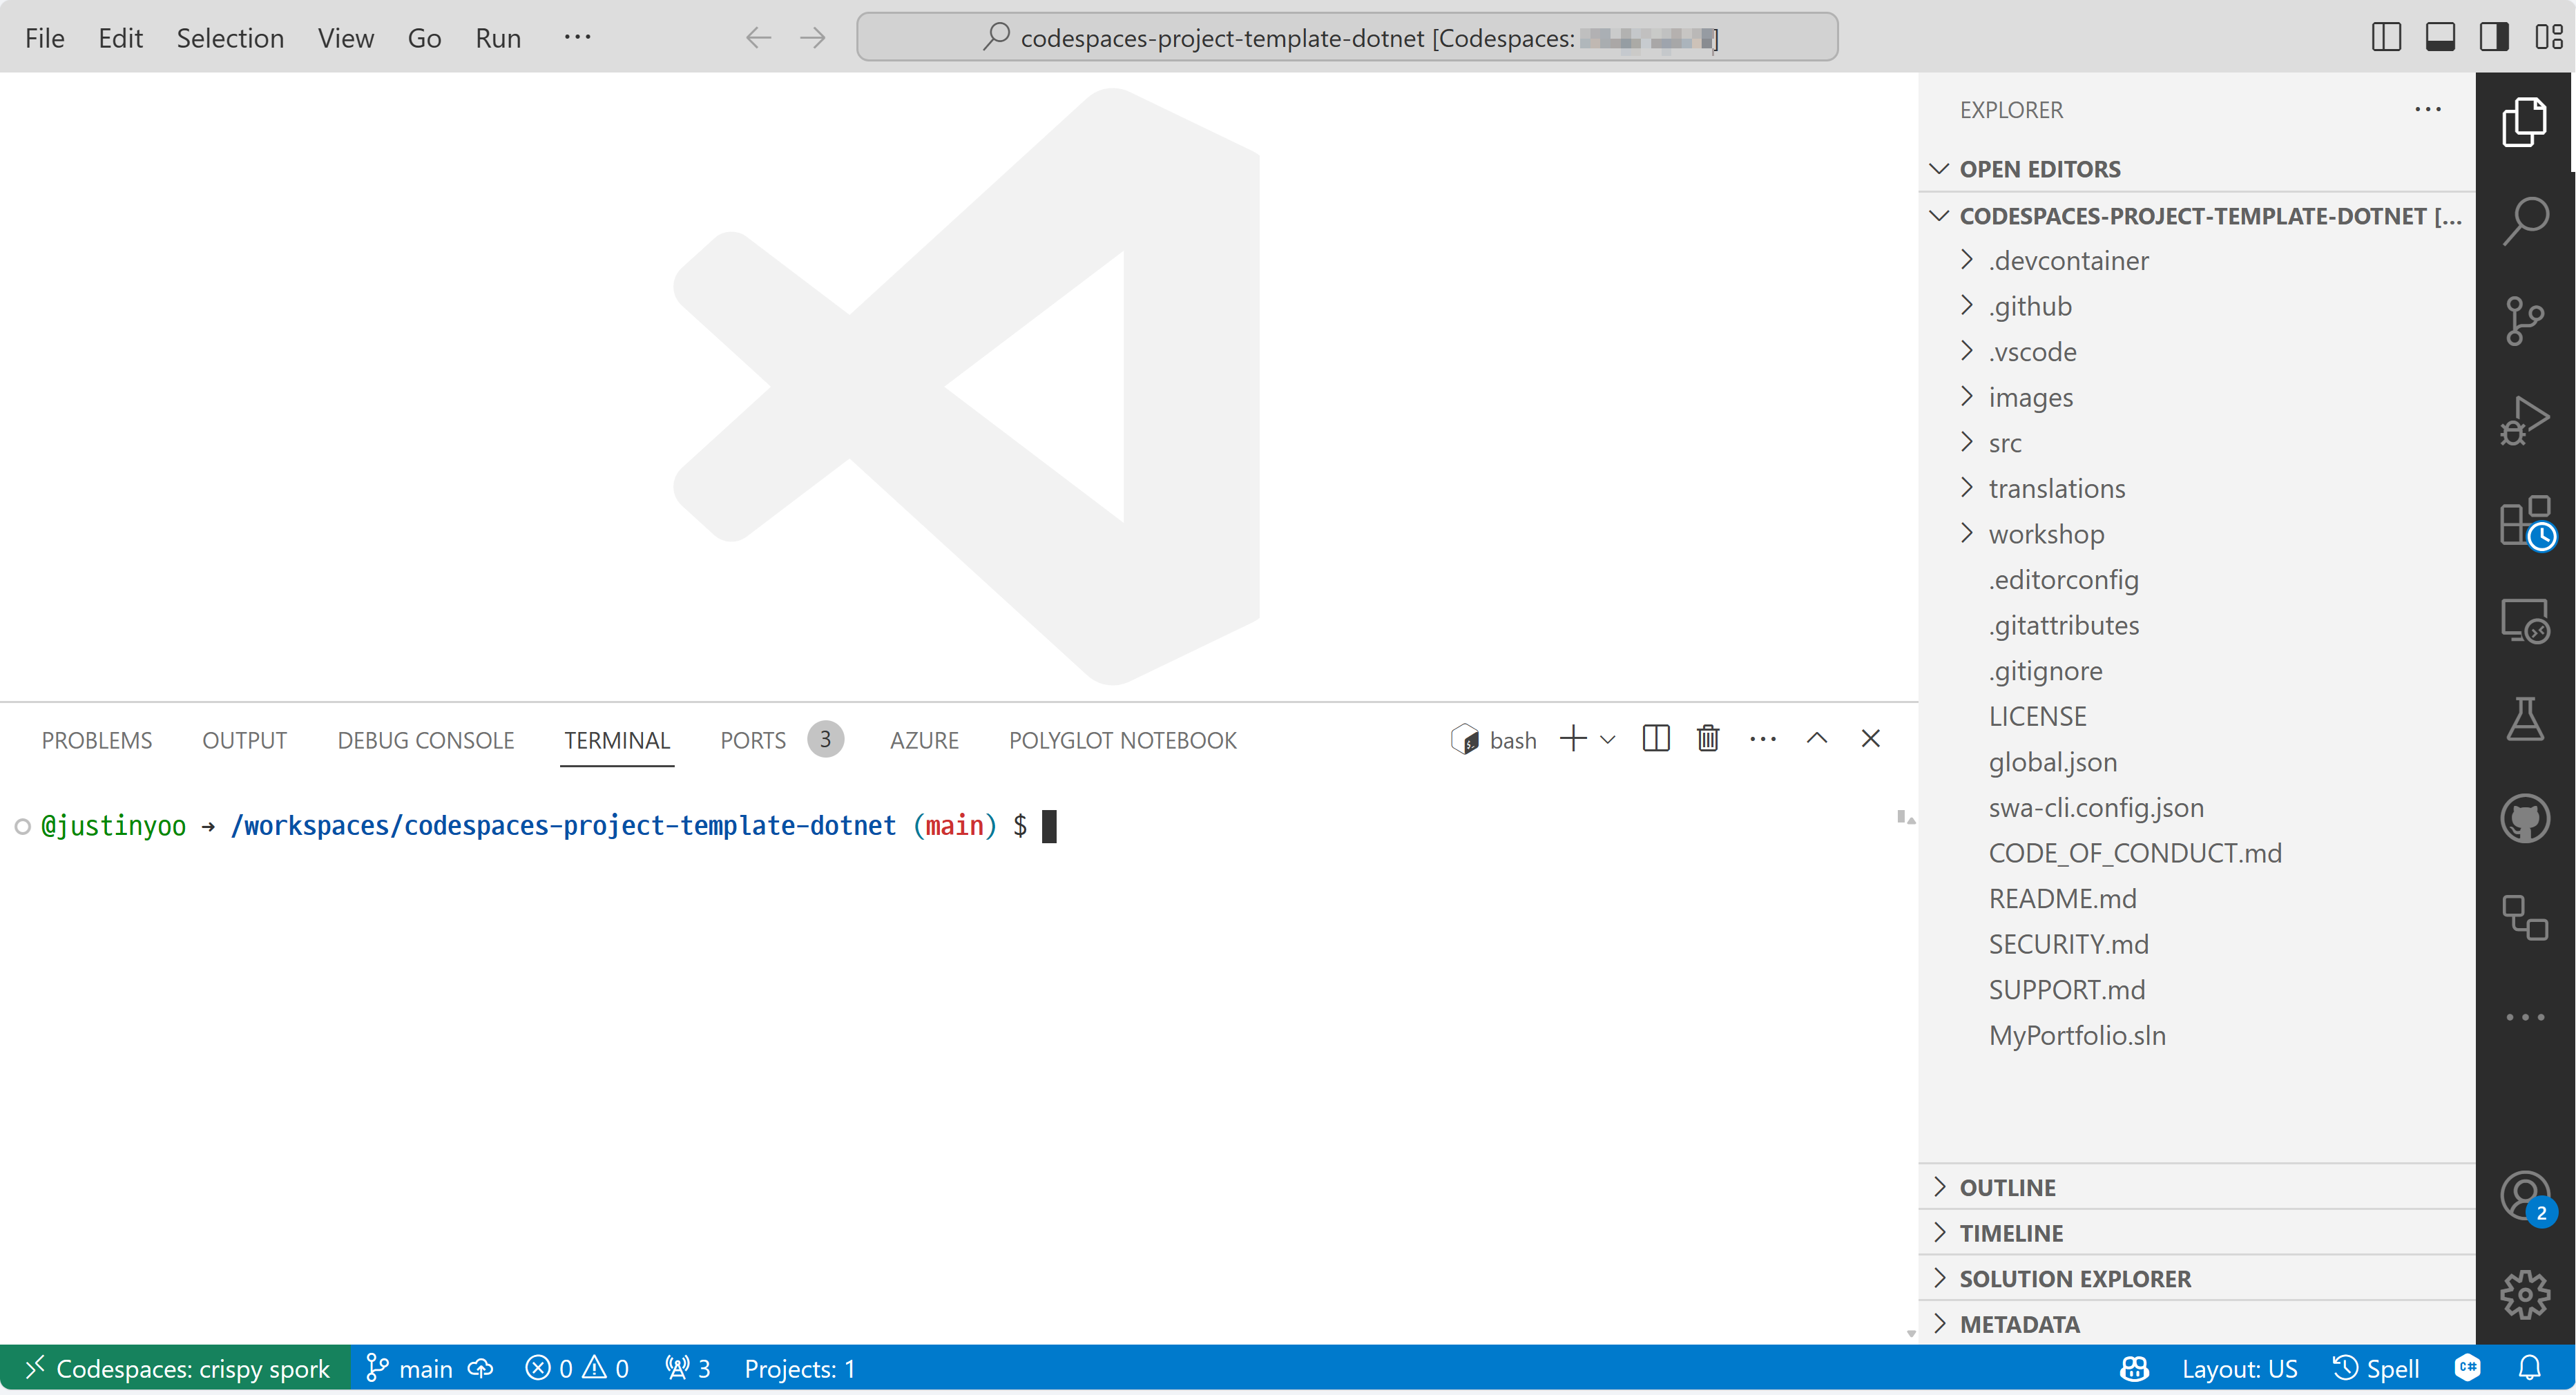 File Edit Selection View Go Run ···
codespaces-project-template-dotnet [Codespaces: ]
EXPLORER
OPEN EDITORS
CODESPACES-PROJECT-TEMPLATE-DOTNET [...
.devcontainer
.github
.vscode
images
src
translations
workshop
.editorconfig
.gitattributes
.gitignore
LICENSE
global.json
swa-cli.config.json
CODE_OF_CONDUCT.md
README.md
SECURITY.md
SUPPORT.md
MyPortfolio.sln
OUTLINE
TIMELINE
SOLUTION EXPLORER
METADATA
2
PROBLEMS OUTPUT DEBUG CONSOLE TERMINAL PORTS 3 AZURE POLYGLOT NOTEBOOK bash
@justinyoo ➜ /workspaces/codespaces-project-template-dotnet (main) $
Codespaces: crispy spork main 0 0 3 Projects: 1 Layout: US Spell C#